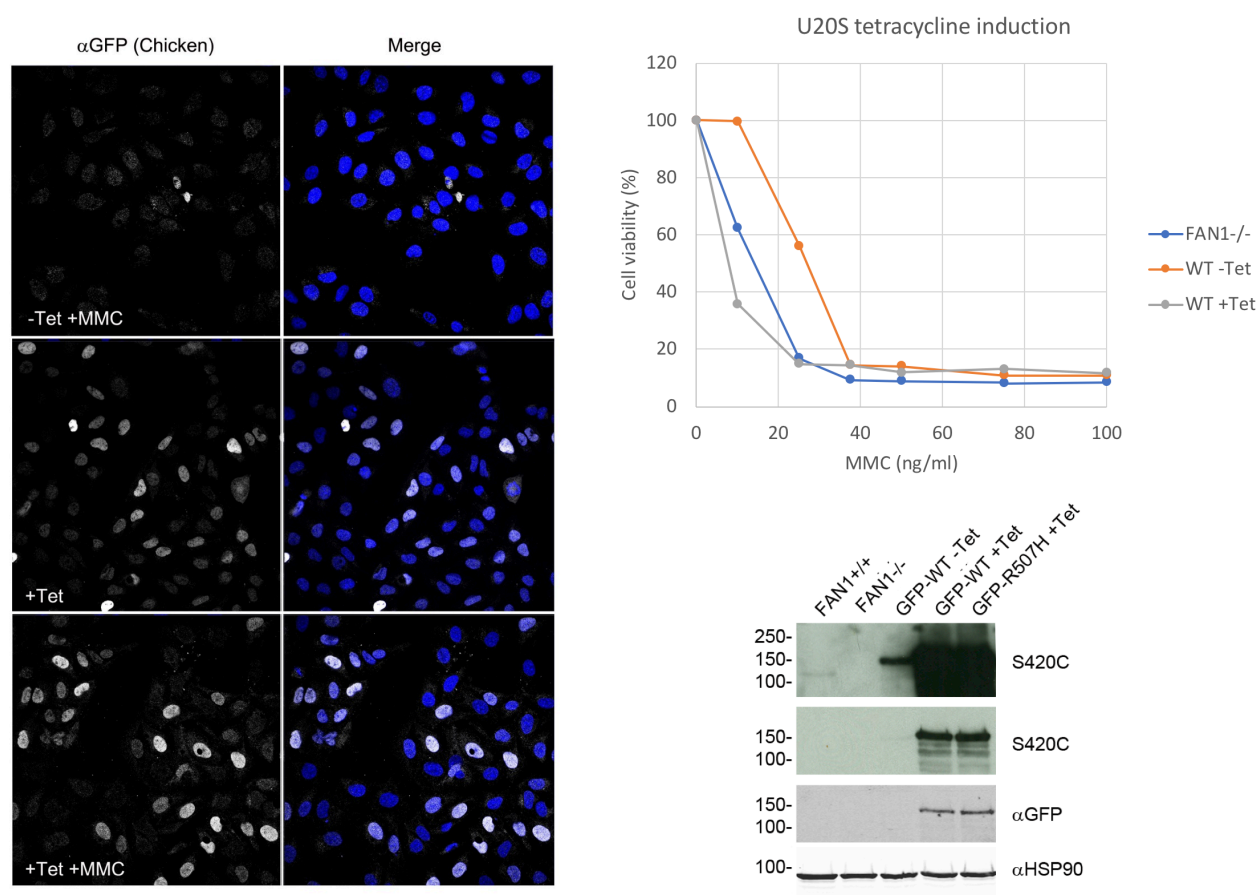 αGFP (Chicken)
Merge
-Tet +MMC
+Tet
+Tet +MMC
U20S tetracycline induction
Cell viability (%)
120
100
80
60
40
20
0
0 20 40 60 80 100
MMC (ng/ml)
FAN1-/-
WT -Tet
WT +Tet
FAN1+/+
FAN1-/-
GFP-WT -Tet
GFP-WT +Tet
GFP-R507H +Tet
250-
150-
100-
S420C
150-
100-
S420C
150-
100-
αGFP
100-
αHSP90